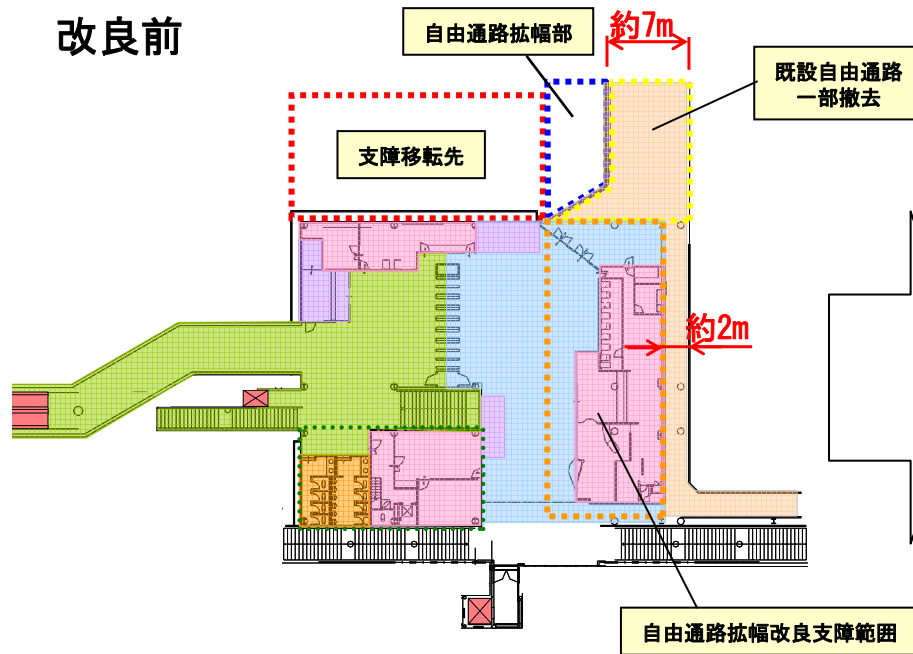 改良前
自由通路拡幅部
約7m
既設自由通路
一部撤去
支障移転先
約2m
自由通路拡幅改良支障範囲